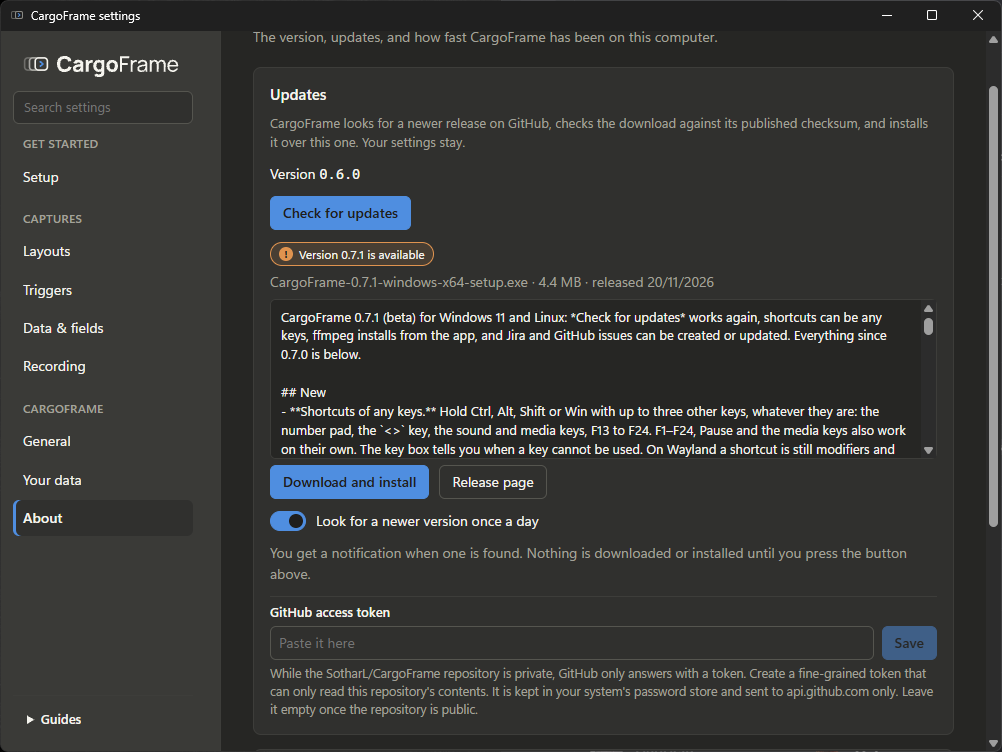 CargoFrame settings
CargoFrame
Search settings
GET STARTED
Setup
CAPTURES
Layouts
Triggers
Data & fields
Recording
CARGOFRAME
General
Your data
About
Guides
The version, updates, and how fast CargoFrame has been on this computer.
Updates
CargoFrame looks for a newer release on GitHub, checks the download against its published checksum, and installs
it over this one. Your settings stay.
Version 0.6.0
Check for updates
Version 0.7.1 is available
CargoFrame-0.7.1-windows-x64-setup.exe · 4.4 MB · released 20/11/2026
CargoFrame 0.7.1 (beta) for Windows 11 and Linux: *Check for updates* works again, shortcuts can be any
keys, ffmpeg installs from the app, and Jira and GitHub issues can be created or updated. Everything since
0.7.0 is below.
## New
- **Shortcuts of any keys.** Hold Ctrl, Alt, Shift or Win with up to three other keys, whatever they are: the
number pad, the `<>` key, the sound and media keys, F13 to F24. F1–F24, Pause and the media keys also work
on their own. The key box tells you when a key cannot be used. On Wayland a shortcut is still modifiers and
Download and install
Release page
Look for a newer version once a day
You get a notification when one is found. Nothing is downloaded or installed until you press the button
above.
GitHub access token
Paste it here
Save
While the SotharL/CargoFrame repository is private, GitHub only answers with a token. Create a fine-grained token that
can only read this repository's contents. It is kept in your system's password store and sent to api.github.com only. Leave
it empty once the repository is public.